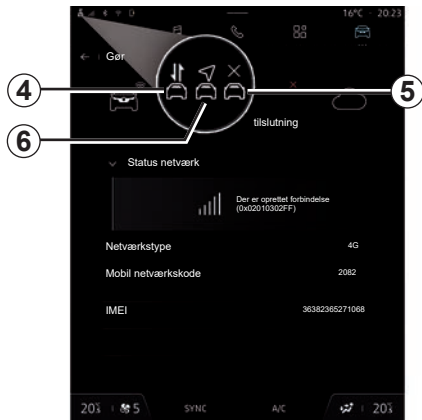 16°C 20:23
Gør
4
5
6
tilslutning
Status netværk
Der er oprettet forbindelse
(0x02010302FF)
Netværkstype 4G
Mobil netværkskode 2082
IMEI 36382365271068
20 5 SYNC A/C 20